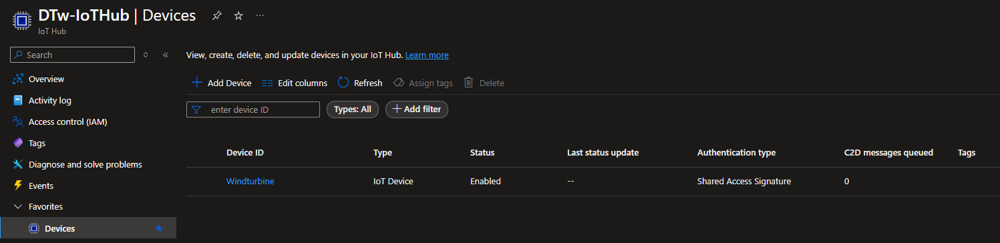 DTw-IoTHub | Devices
IoT Hub
Search
View, create, delete, and update devices in your IoT Hub. Learn more
Overview
Activity log
Access control (IAM)
Tags
Diagnose and solve problems
Events
Favorites
Devices
Add Device Edit columns Refresh Assign tags Delete
enter device ID Types: All Add filter
Device ID Type Status Last status update Authentication type C2D messages queued Tags
Windturbine IoT Device Enabled -- Shared Access Signature 0